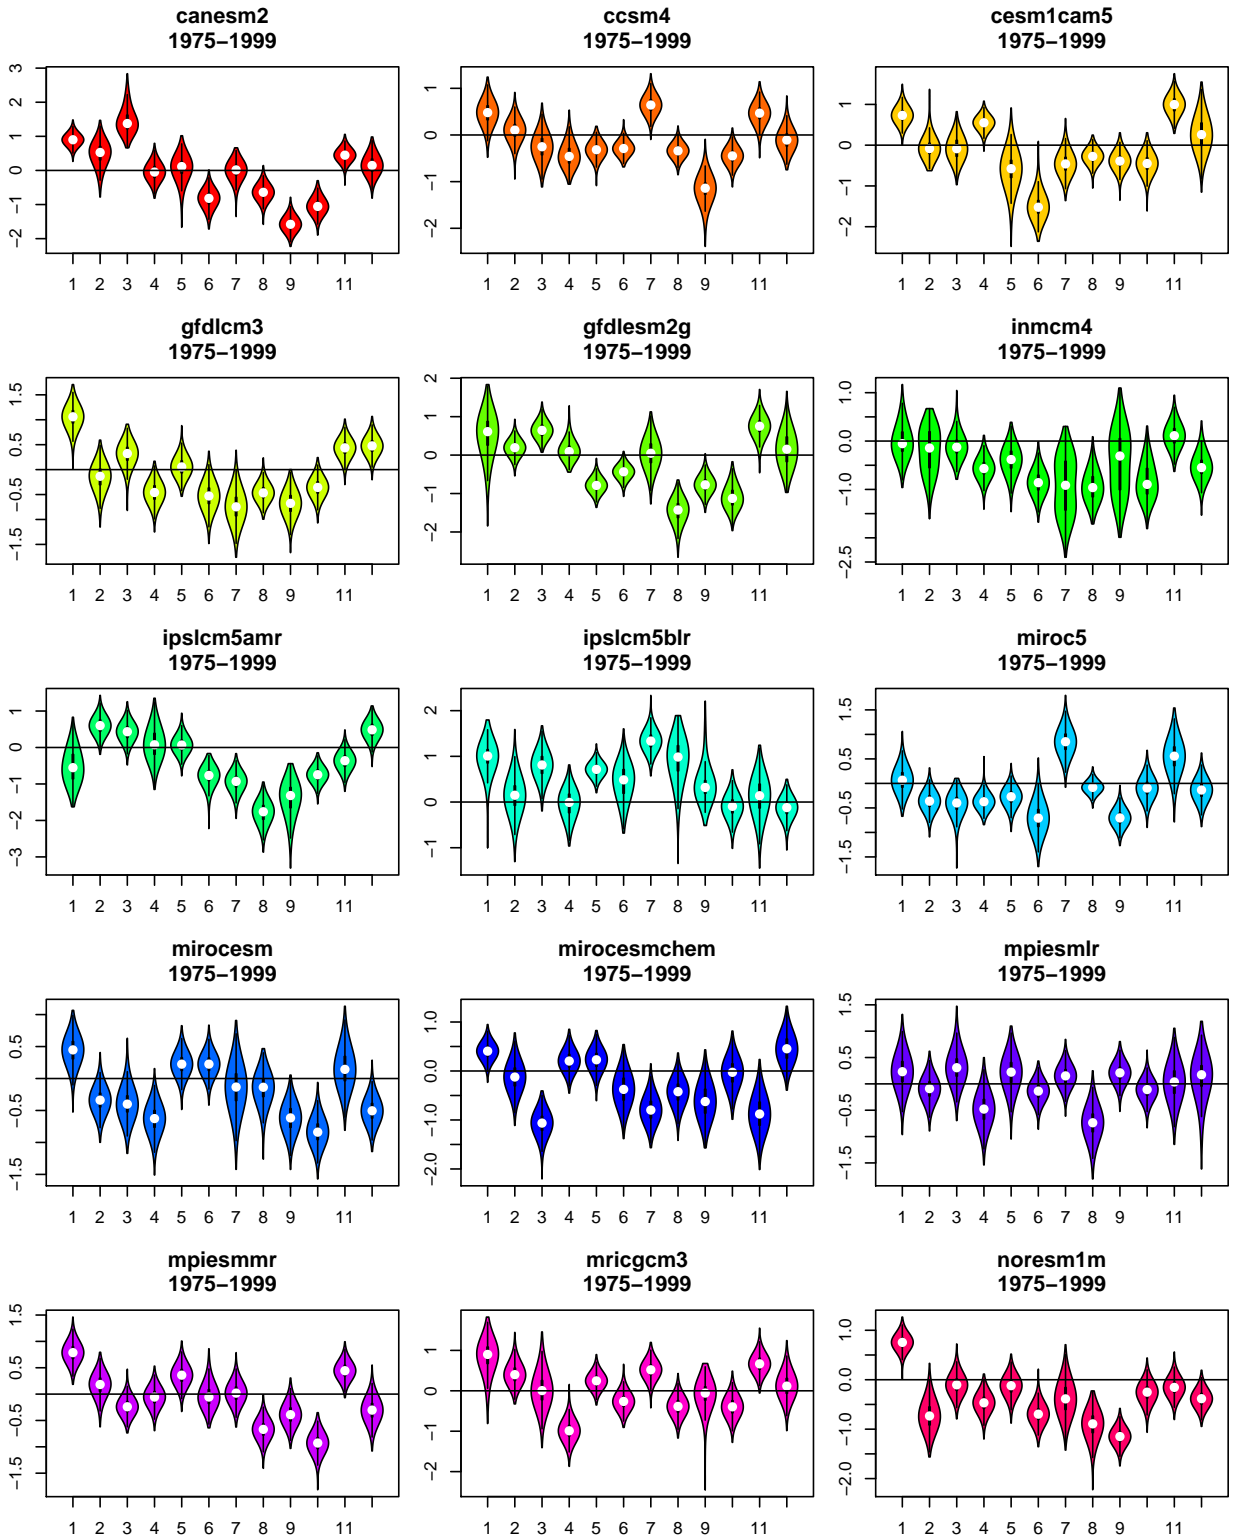 canesm2 ccsm4 cesm1cam5
1975−1999 1975−1999 1975−1999
3 2 1 0 −1 −2
1 0 −1 −2
1 0 −1 −2
1 2 3 4 5 6 7 8 9 11
1 2 3 4 5 6 7 8 9 11
1 2 3 4 5 6 7 8 9 11
gfdlcm3 gfdlesm2g inmcm4
1975−1999 1975−1999 1975−1999
1.5 0.5 −0.5 −1.5
2 1 0 −2
1.0 0.0 −1.0 −2.5
1 2 3 4 5 6 7 8 9 11
1 2 3 4 5 6 7 8 9 11
1 2 3 4 5 6 7 8 9 11
ipslcm5amr ipslcm5blr miroc5
1975−1999 1975−1999 1975−1999
1 0 −1 −2 −3
2 1 0 −1
1.5 0.5 −0.5 −1.5
1 2 3 4 5 6 7 8 9 11
1 2 3 4 5 6 7 8 9 11
1 2 3 4 5 6 7 8 9 11
mirocesm mirocesmchem mpiesmlr
1975−1999 1975−1999 1975−1999
0.5 −0.5 −1.5
1.0 0.0 −1.0 −2.0
1.5 0.5 −0.5 −1.5
1 2 3 4 5 6 7 8 9 11
1 2 3 4 5 6 7 8 9 11
1 2 3 4 5 6 7 8 9 11
mpiesmmr mricgcm3 noresm1m
1975−1999 1975−1999 1975−1999
1.5 0.5 −0.5 −1.5
1 0 −1 −2
1.0 0.0 −1.0 −2.0
1 2 3 4 5 6 7 8 9 11
1 2 3 4 5 6 7 8 9 11
1 2 3 4 5 6 7 8 9 11